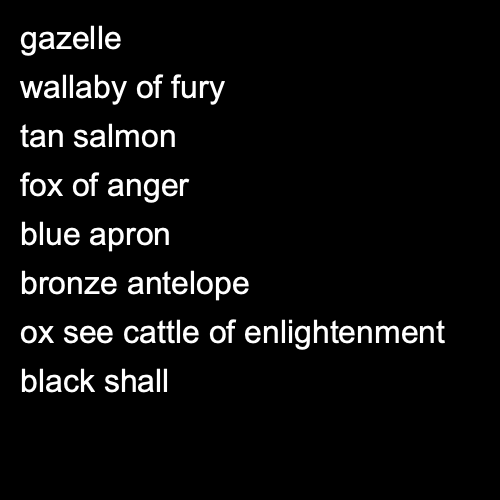 gazelle
wallaby of fury
tan salmon
fox of anger
blue apron
bronze antelope
ox see cattle of enlightenment
black shall